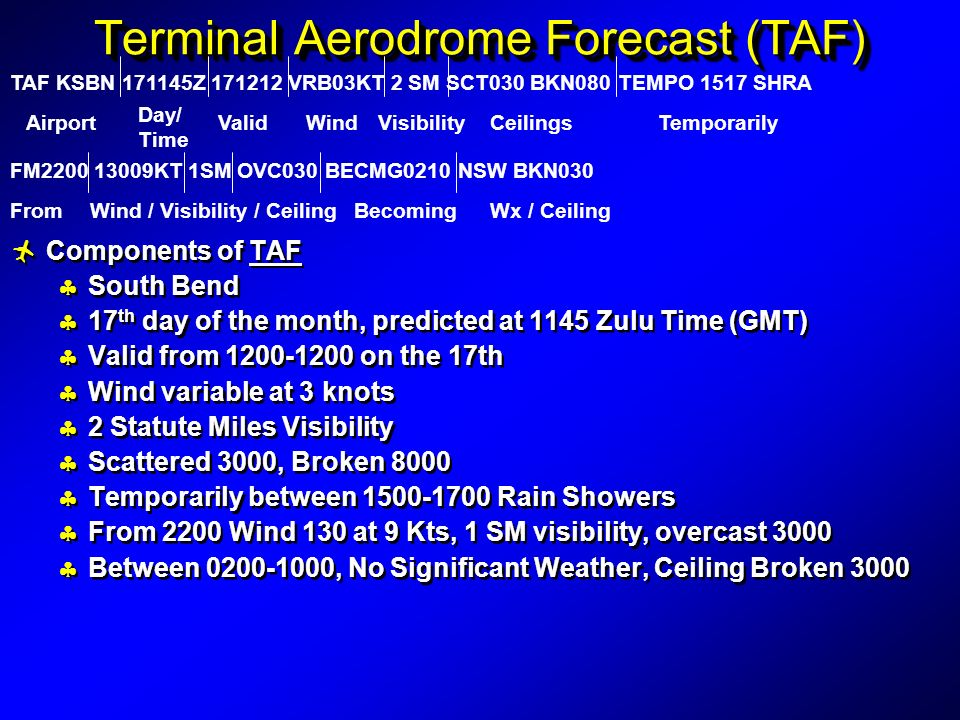 Terminal Aerodrome Forecast (TAF)
TAF KSBN 171145Z 171212 VRB03KT 2 SM SCT030 BKN080 TEMPO 1517 SHRA
Airport Day/ Time Valid Wind Visibility Ceilings Temporarily
FM2200 13009KT 1SM OVC030 BECMG0210 NSW BKN030
From Wind / Visibility / Ceiling Becoming Wx / Ceiling
Components of TAF
South Bend
17th day of the month, predicted at 1145 Zulu Time (GMT)
Valid from 1200-1200 on the 17th
Wind variable at 3 knots
2 Statute Miles Visibility
Scattered 3000, Broken 8000
Temporarily between 1500-1700 Rain Showers
From 2200 Wind 130 at 9 Kts, 1 SM visibility, overcast 3000
Between 0200-1000, No Significant Weather, Ceiling Broken 3000